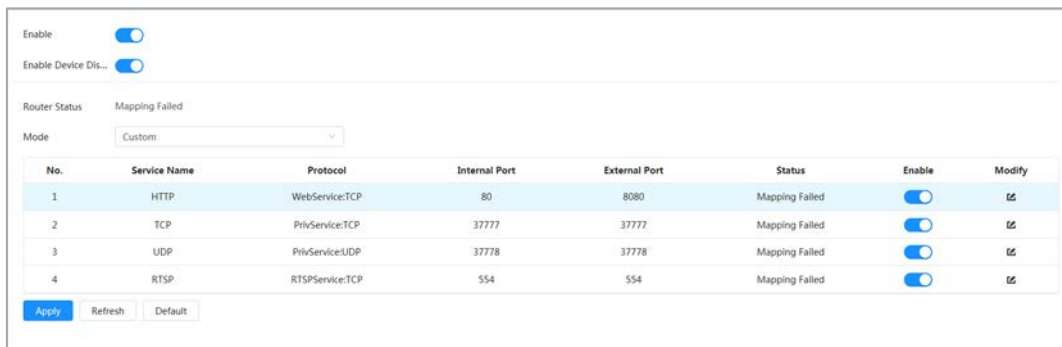 Enable
Enable Device Dis...
Router Status Mapping Failed
Mode Custom
No. Service Name Protocol Internal Port External Port Status Enable Modify
1 HTTP WebService:TCP 80 8080 Mapping Failed
2 TCP PrivService:TCP 37777 37777 Mapping Failed
3 UDP PrivService:UDP 37778 37778 Mapping Failed
4 RTSP RTSPService:TCP 554 554 Mapping Failed
Apply Refresh Default